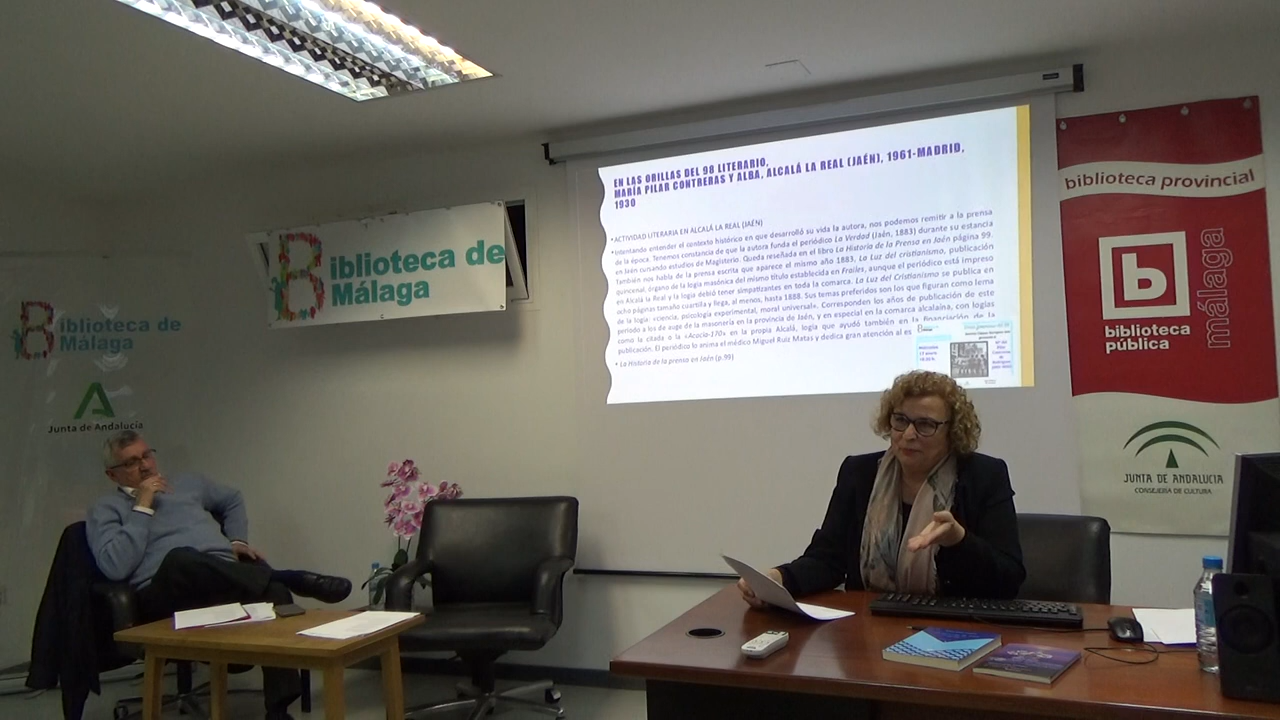 EN LAS ORILLAS DEL 98 LITERARIO.
MARÍA PILAR CONTRERAS Y ALBA, ALCALÁ LA REAL (JAÉN), 1961-MADRID,
1930
•ACTIVIDAD LITERARIA EN ALCALÁ LA REAL (JAÉN)
•Intentando entender el contexto histórico en que desarrolló su vida la autora, nos podemos remitir a la prensa
de la época. Tenemos constancia de que la autora funda el periódico La Verdad (Jaén, 1883) durante su estancia
en Jaén cursando estudios de Magisterio. Queda reseñada en el libro La Historia de la Prensa en Jaén página 99.
También nos habla de la prensa escrita que aparece el mismo año 1883, La Luz del cristianismo, publicación
quincenal, órgano de la logia masónica del mismo título establecida en Frailes, aunque el periódico está impreso
en Alcalá la Real y la logia debió tener simpatizantes en toda la comarca. La Luz del Cristianismo se publica en
ocho páginas tamaño cuartilla y llega, al menos, hasta 1888. Sus temas preferidos son los que figuran como lema
de la logia: «ciencia, psicología experimental, moral universal». Corresponden los años de publicación de este
periodo a los de auge de la masonería en la provincia de Jaén, y en especial en la comarca alcalaína, con logias
como la citada o la «Acacia-170» en la propia Alcalá, logia que ayudó también en la financiación de la
publicación. El periódico lo anima el médico Miguel Ruiz Matas y dedica gran atención al es
• La Historia de la prensa en Jaén (p.99)
Biblioteca de
Málaga
Biblioteca de
Málaga
Junta de Andalucía
biblioteca provincial
b
biblioteca
pública
málaga
JUNTA DE ANDALUCIA
CONSEJERÍA DE CULTURA